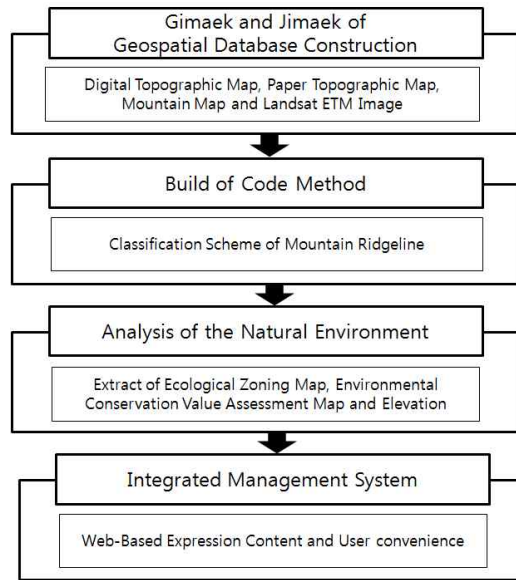 Gimaek and Jimaek of
Geospatial Database Construction
Digital Topographic Map, Paper Topographic Map,
Mountain Map and Landsat ETM Image
Build of Code Method
Classification Scheme of Mountain Ridgeline
Analysis of the Natural Environment
Extract of Ecological Zoning Map, Environmental
Conservation Value Assessment Map and Elevation
Integrated Management System
Web-Based Expression Content and User convenience